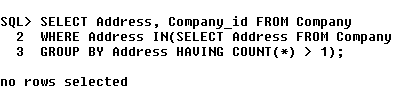 SQL> SELECT Address, Company_id FROM Company
2 WHERE Address IN(SELECT Address FROM Company
3 GROUP BY Address HAVING COUNT(*) > 1);
no rows selected